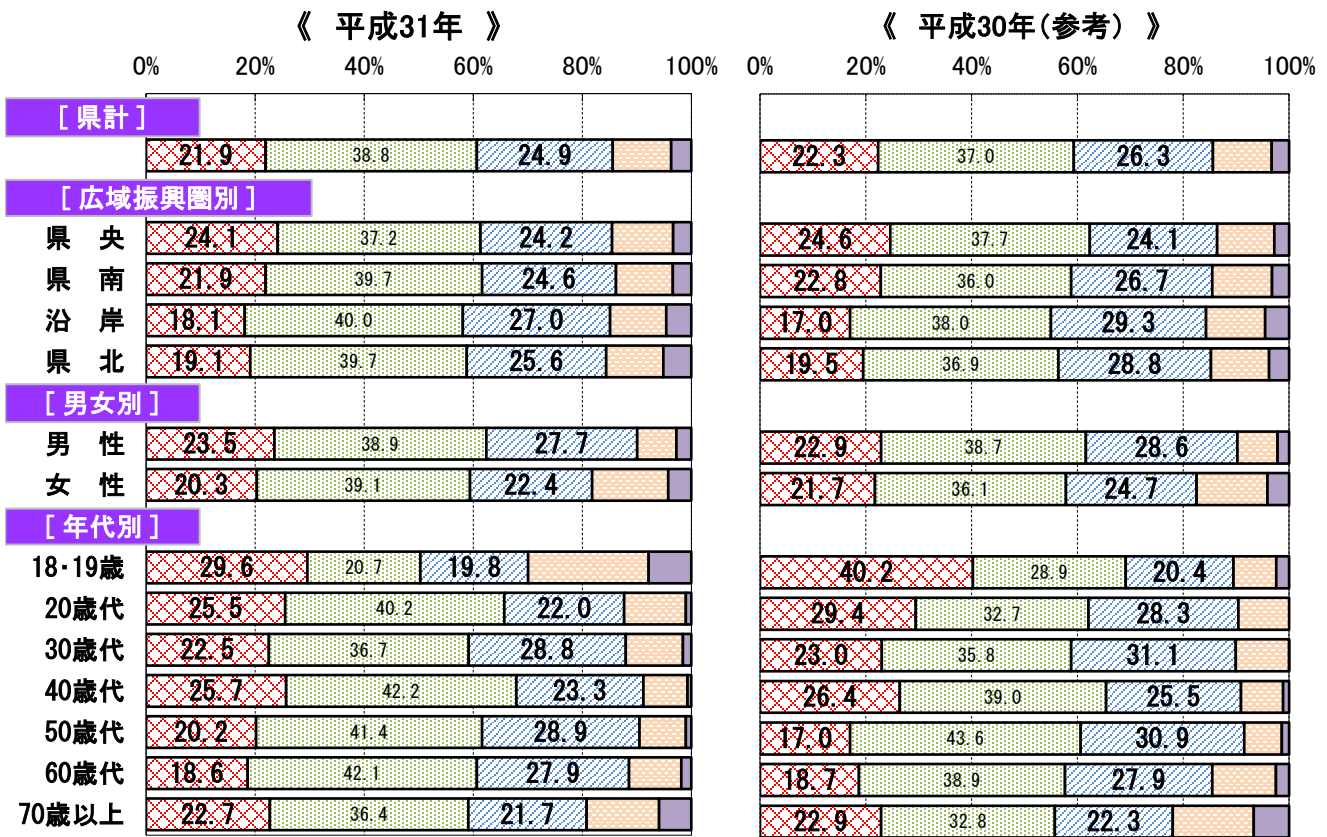 《 平成31年 》 《 平成30年(参考) 》
0% 20% 40% 60% 80% 100% 0% 20% 40% 60% 80% 100%
[ 県計 ]
21.9 38.8 24.9 22.3 37.0 26.3
[ 広域振興圏別 ]
県 央 24.1 37.2 24.2 24.6 37.7 24.1
県 南 21.9 39.7 24.6 22.8 36.0 26.7
沿 岸 18.1 40.0 27.0 17.0 38.0 29.3
県 北 19.1 39.7 25.6 19.5 36.9 28.8
[ 男女別 ]
男 性 23.5 38.9 27.7 22.9 38.7 28.6
女 性 20.3 39.1 22.4 21.7 36.1 24.7
[ 年代別 ]
18・19歳 29.6 20.7 19.8 40.2 28.9 20.4
20歳代 25.5 40.2 22.0 29.4 32.7 28.3
30歳代 22.5 36.7 28.8 23.0 35.8 31.1
40歳代 25.7 42.2 23.3 26.4 39.0 25.5
50歳代 20.2 41.4 28.9 17.0 43.6 30.9
60歳代 18.6 42.1 27.9 18.7 38.9 27.9
70歳以上 22.7 36.4 21.7 22.9 32.8 22.3